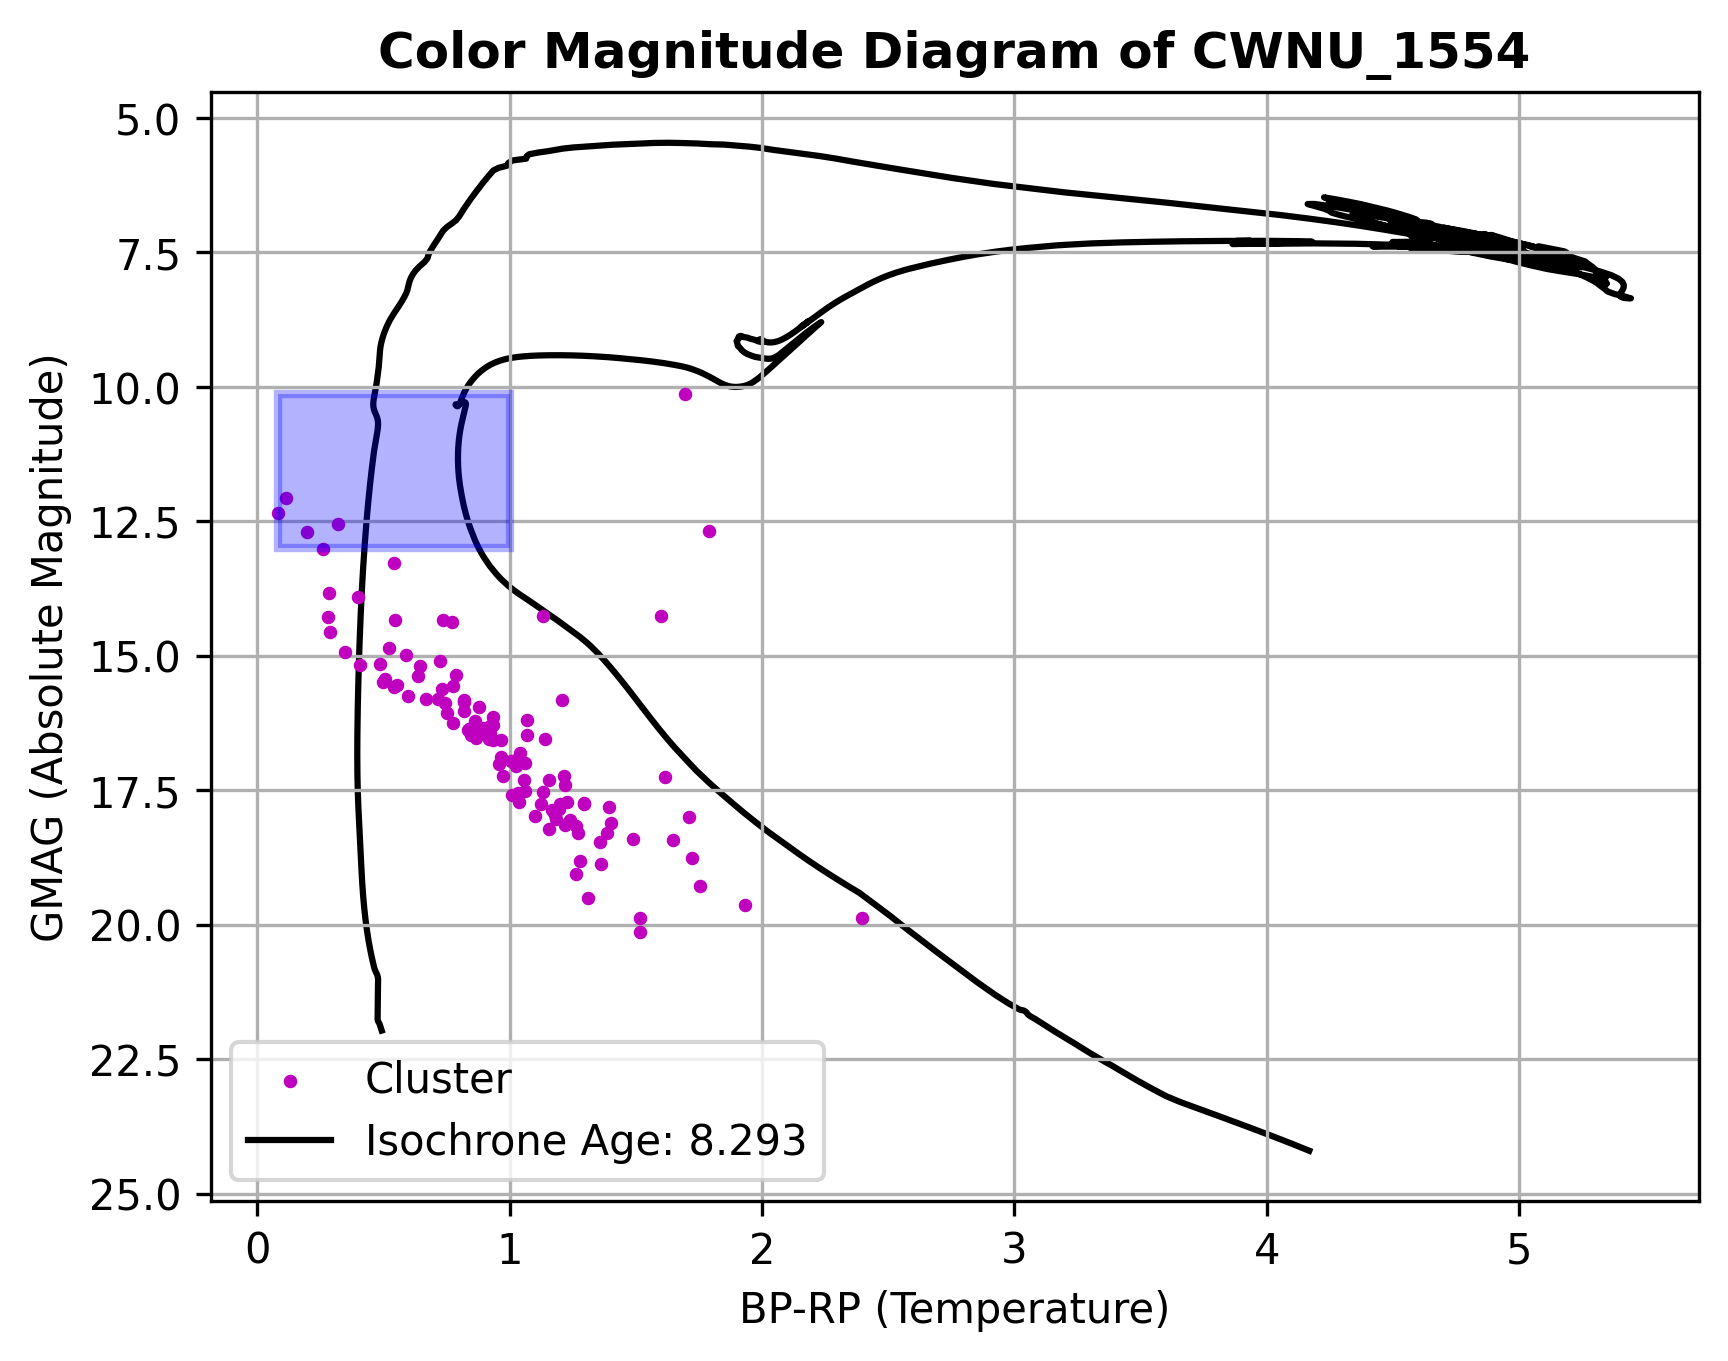 Color Magnitude Diagram of CWNU_1554
GMAG (Absolute Magnitude)
5.0
7.5
10.0
12.5
15.0
17.5
20.0
22.5
25.0
Cluster
Isochrone Age: 8.293
0 1 2 3 4 5
BP-RP (Temperature)